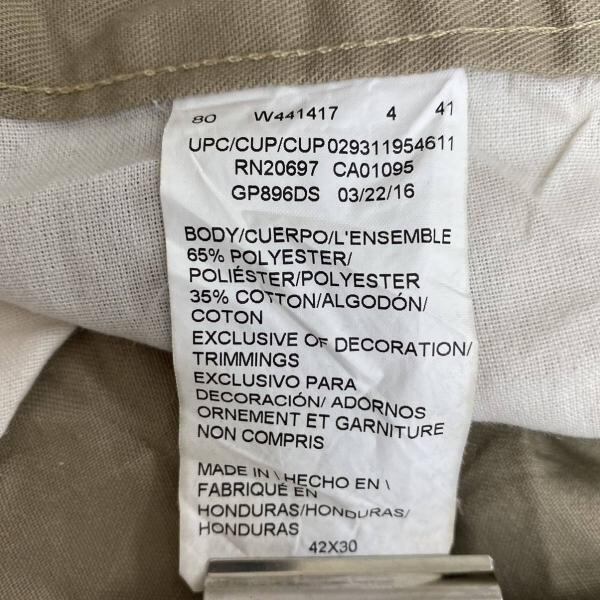 80 W441417 4 41
UPC/CUP/CUP029311954611
RN20697 CA01095
GP896DS 03/22/16
BODY/CUERPO/L'ENSEMBLE
65% POLYESTER/
POLIÉSTER/POLYESTER
35% COTTON/ALGODÓN/
COTON
EXCLUSIVE OF DECORATION/
TRIMMINGS
EXCLUSIVO PARA
DECORACIÓN/ ADORNOS
ORNEMENT ET GARNITURE
NON COMPRIS
MADE IN \ HECHO EN \
FABRIQUÉ EN
HONDURAS/HONDURAS/
HONDURAS
42X30